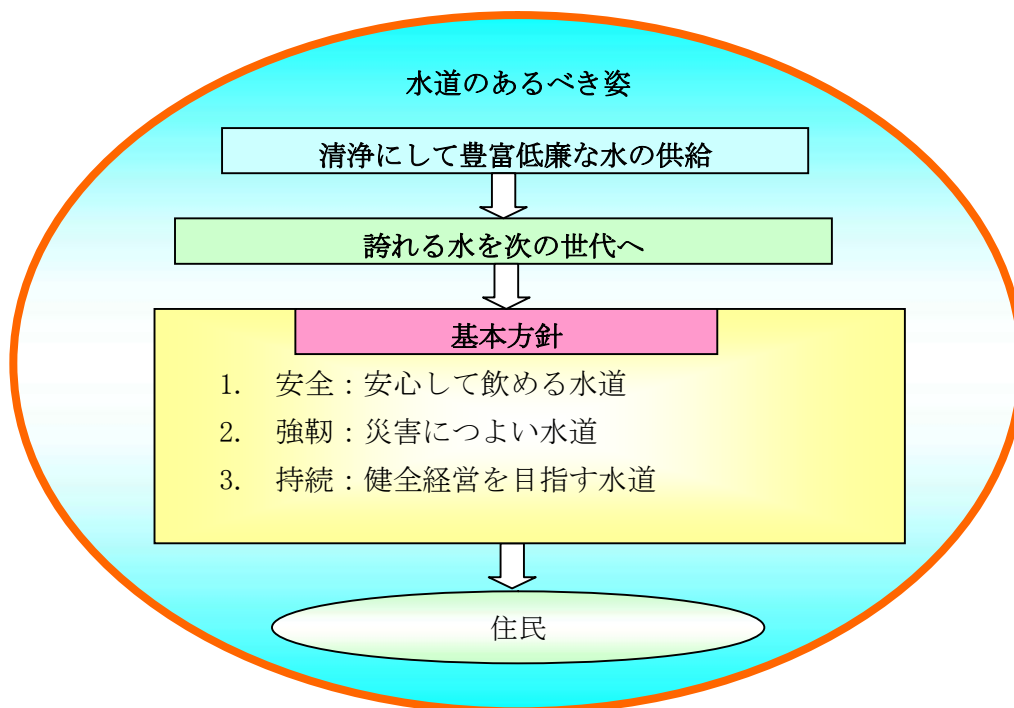 水道のあるべき姿
清浄にして豊富低廉な水の供給
誇れる水を次の世代へ
基本方針
1. 安全：安心して飲める水道
2. 強靭：災害につよい水道
3. 持続：健全経営を目指す水道
住民